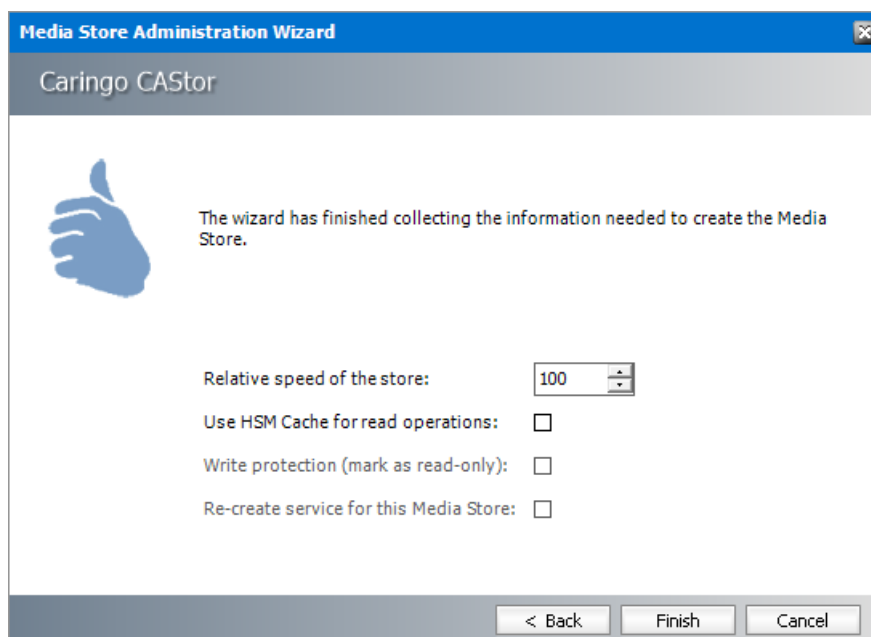 Media Store Administration Wizard
Caringo CAStor
The wizard has finished collecting the information needed to create the Media
Store.
Relative speed of the store: 100
Use HSM Cache for read operations:
Write protection (mark as read-only):
Re-create service for this Media Store:
< Back Finish Cancel